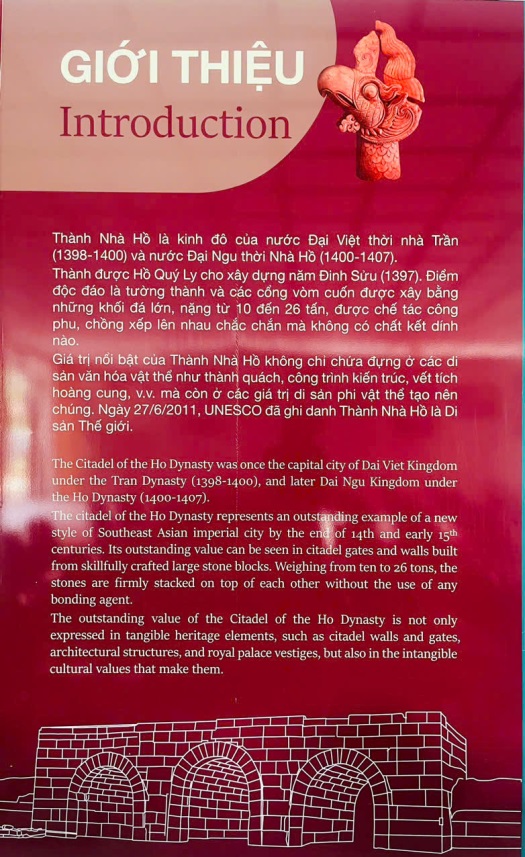 GIỚI THIỆU
Introduction
Thành Nhà Hồ là kinh đô của nước Đại Việt thời nhà Trần
(1398-1400) và nước Đại Ngu thời Nhà Hồ (1400-1407).
Thành được Hồ Quý Ly cho xây dựng năm Đinh Sửu (1397). Điểm
độc đáo là tường thành và các cổng vòm cuốn được xây bằng
những khối đá lớn, nặng từ 10 đến 26 tấn, được chế tác công
phu, chồng xếp lên nhau chắc chắn mà không có chất kết dính
nào.
Giá trị nổi bật của Thành Nhà Hồ không chỉ chứa đựng ở các di
sản văn hóa vật thể như thành quách, công trình kiến trúc, vết tích
hoàng cung, v.v. mà còn ở các giá trị di sản phi vật thể tạo nên
chúng. Ngày 27/6/2011, UNESCO đã ghi danh Thành Nhà Hồ là Di
sản Thế giới.
The Citadel of the Ho Dynasty was once the capital city of Dai Viet Kingdom
under the Tran Dynasty (1398-1400), and later Dai Ngu Kingdom under
the Ho Dynasty (1400-1407).
The citadel of the Ho Dynasty represents an outstanding example of a new
style of Southeast Asian imperial city by the end of 14th and early 15th
centuries. Its outstanding value can be seen in citadel gates and walls built
from skillfully crafted large stone blocks. Weighing from ten to 26 tons, the
stones are firmly stacked on top of each other without the use of any
bonding agent.
The outstanding value of the Citadel of the Ho Dynasty is not only
expressed in tangible heritage elements, such as citadel walls and gates,
architectural structures, and royal palace vestiges, but also in the intangible
cultural values that make them.